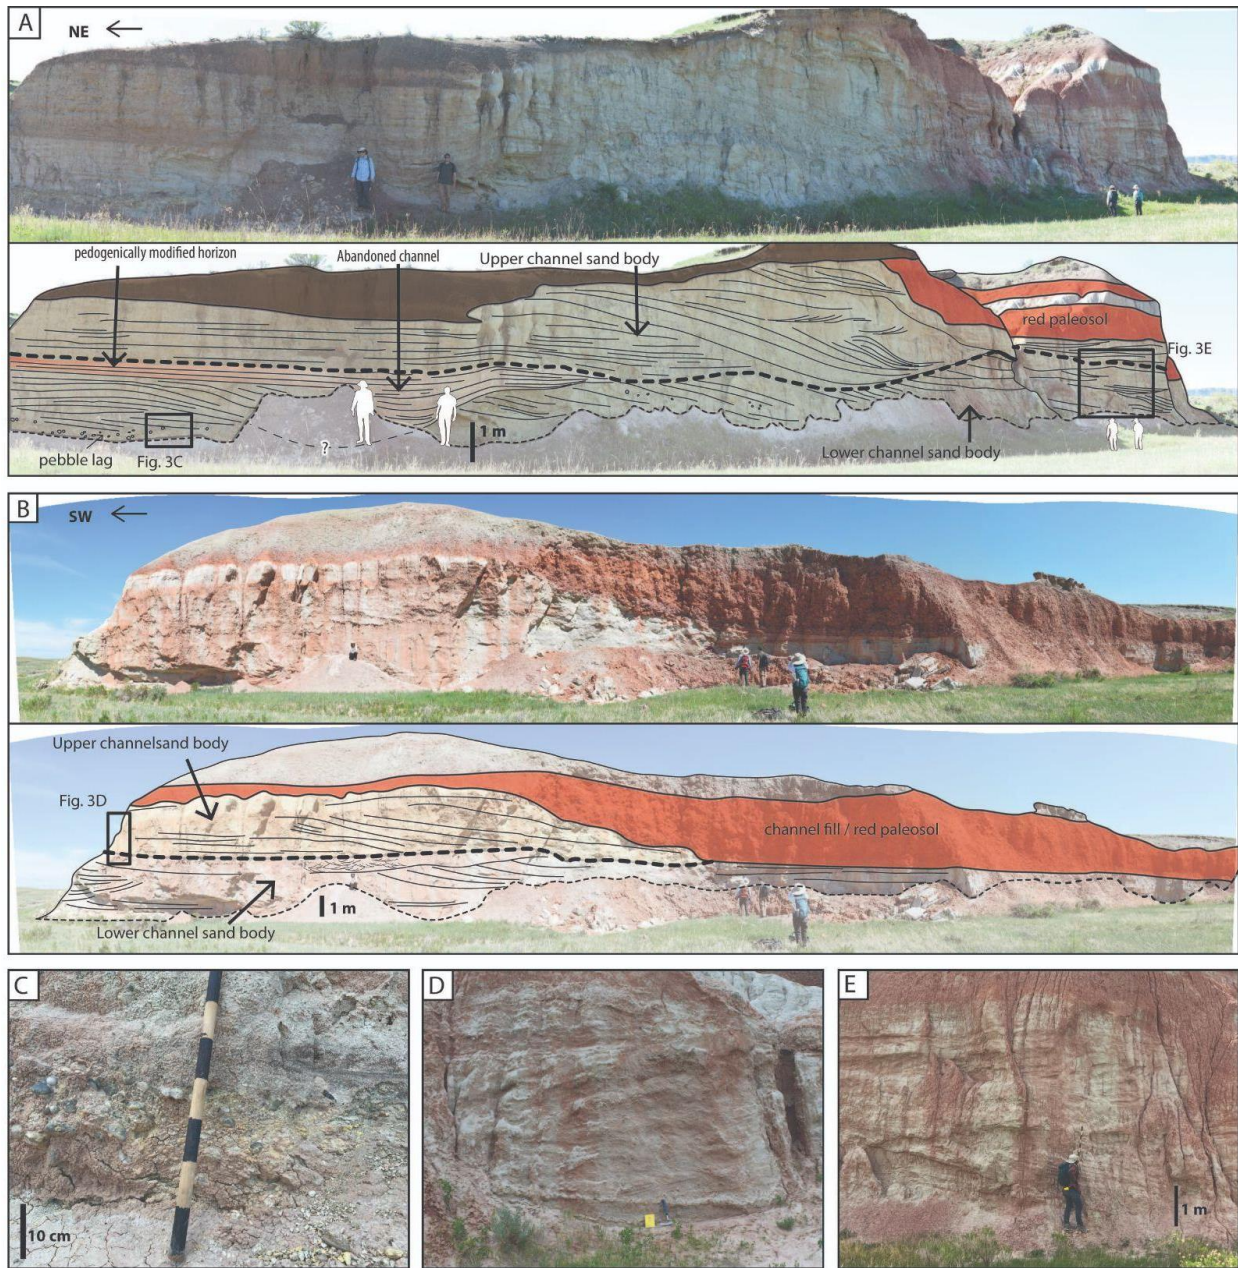 A
NE
pedogenically modified horizon
Abandoned channel
Upper channel sand body
red paleosol
Fig. 3E
?
1 m
pebble lag
Fig. 3C
Lower channel sand body
B
SW
Upper channelsand body
Fig. 3D
channel fill / red paleosol
1 m
Lower channel sand body
C
10 cm
D
E
1 m